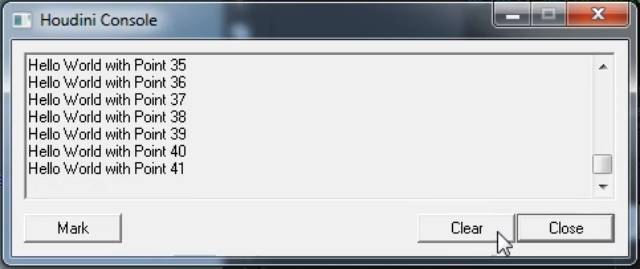 Houdini Console
Hello World with Point 35
Hello World with Point 36
Hello World with Point 37
Hello World with Point 38
Hello World with Point 39
Hello World with Point 40
Hello World with Point 41
Mark
Clear
Close